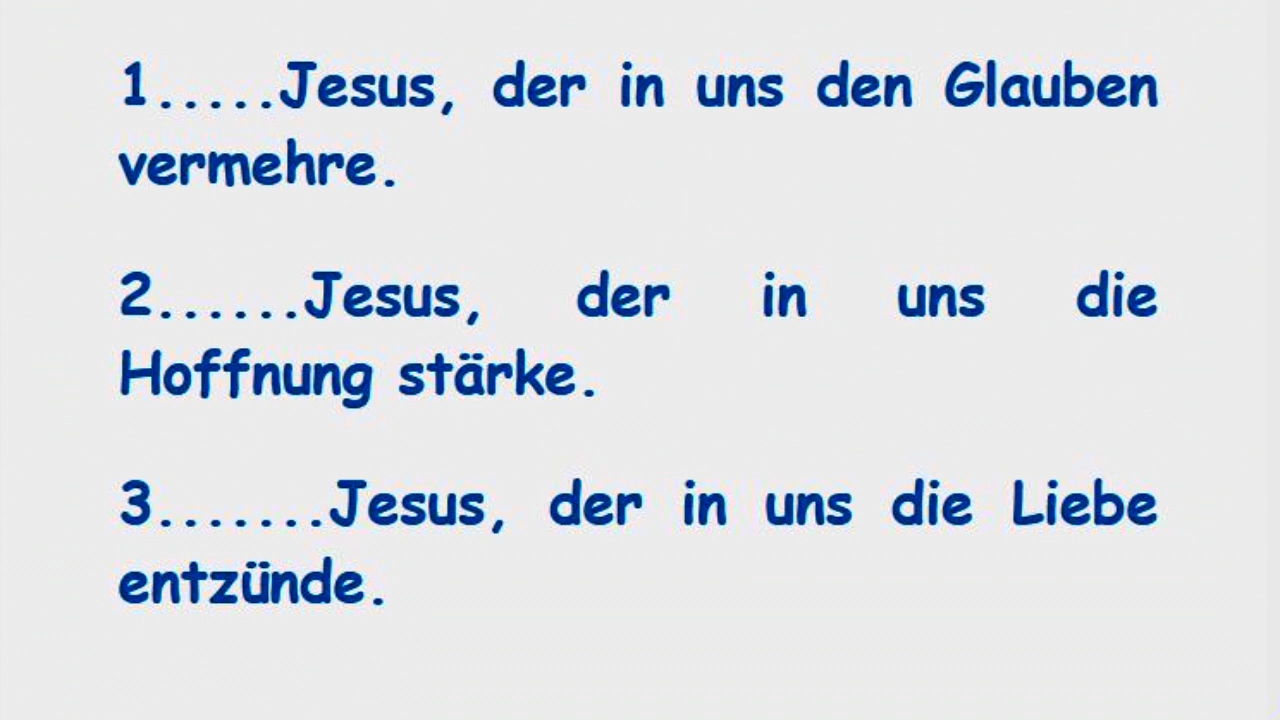 1.....Jesus, der in uns den Glauben
vermehre.
2......Jesus, der in uns die
Hoffnung stärke.
3.......Jesus, der in uns die Liebe
entzünde.